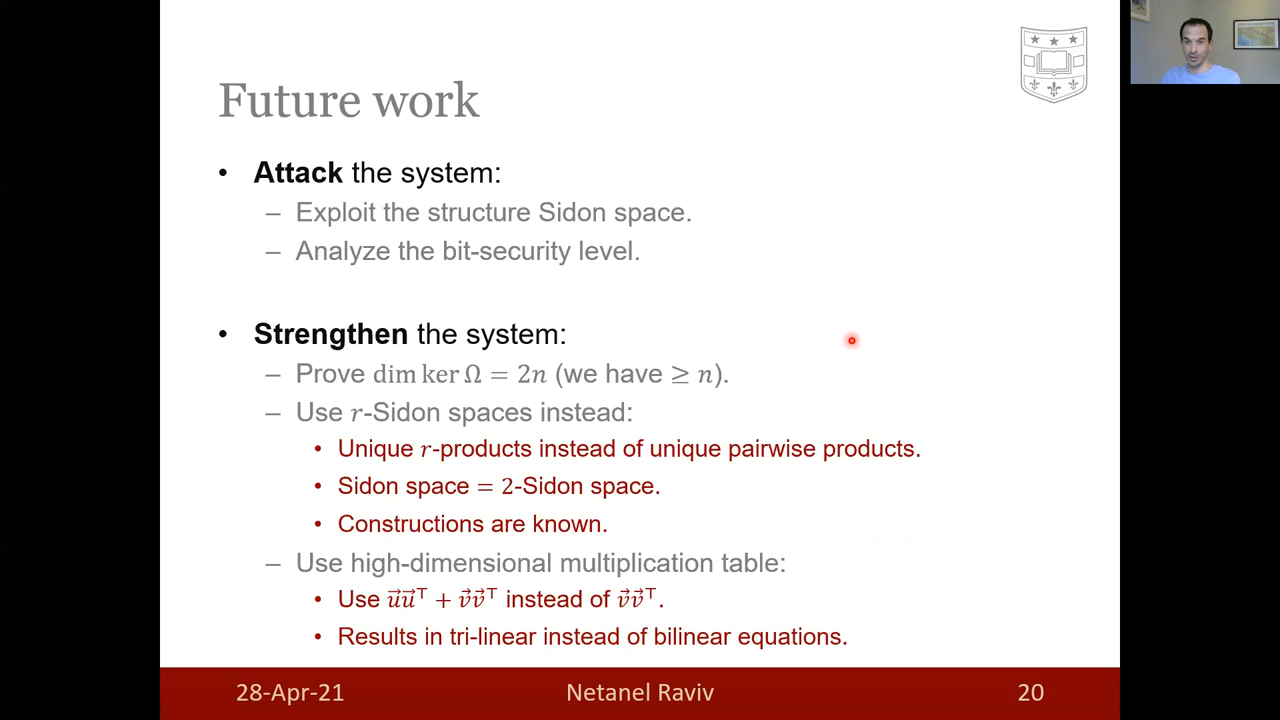 Future work
• Attack the system:
– Exploit the structure Sidon space.
– Analyze the bit-security level.
• Strengthen the system:
– Prove dim ker Ω = 2n (we have ≥ n).
– Use r-Sidon spaces instead:
• Unique r-products instead of unique pairwise products.
• Sidon space = 2-Sidon space.
• Constructions are known.
– Use high-dimensional multiplication table:
• Use u⃗u⃗ᵀ + v⃗v⃗ᵀ instead of v⃗v⃗ᵀ.
• Results in tri-linear instead of bilinear equations.
28-Apr-21 Netanel Raviv 20